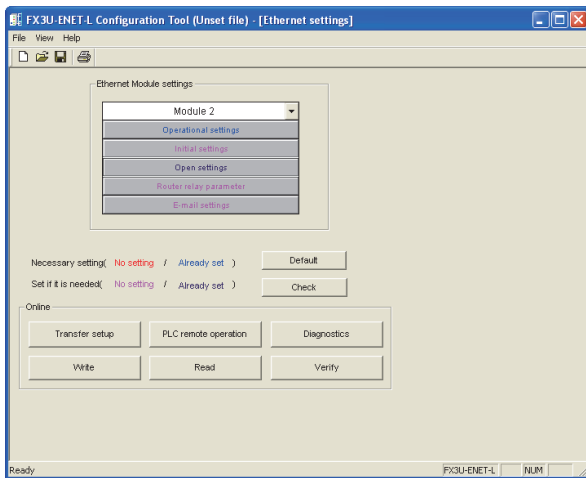 FX3U-ENET-L Configuration Tool (Unset file) - [Ethernet settings]
File View Help
Ethernet Module settings
Module 2
Operational settings
Initial settings
Open settings
Router relay parameter
E-mail settings
Necessary setting( No setting / Already set ) Default
Set if it is needed( No setting / Already set ) Check
Online
Transfer setup PLC remote operation Diagnostics
Write Read Verify
Ready FX3U-ENET-L NUM